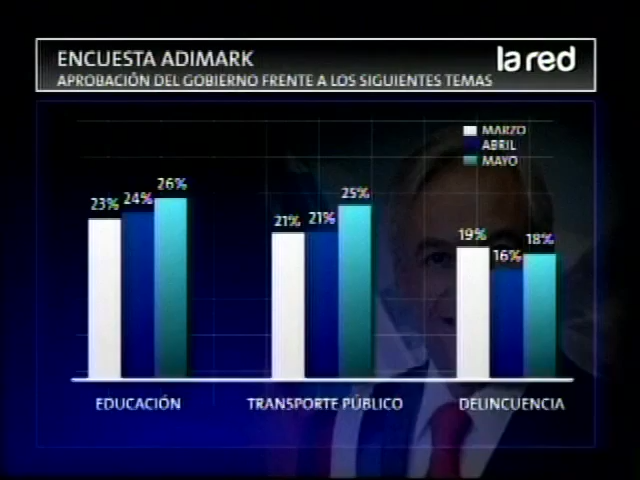 ENCUESTA ADIMARK
la red
APROBACIÓN DEL GOBIERNO FRENTE A LOS SIGUIENTES TEMAS
MARZO
ABRIL
MAYO
23% 24% 26%
21% 21% 25%
19% 16% 18%
EDUCACIÓN TRANSPORTE PÚBLICO DELINCUENCIA